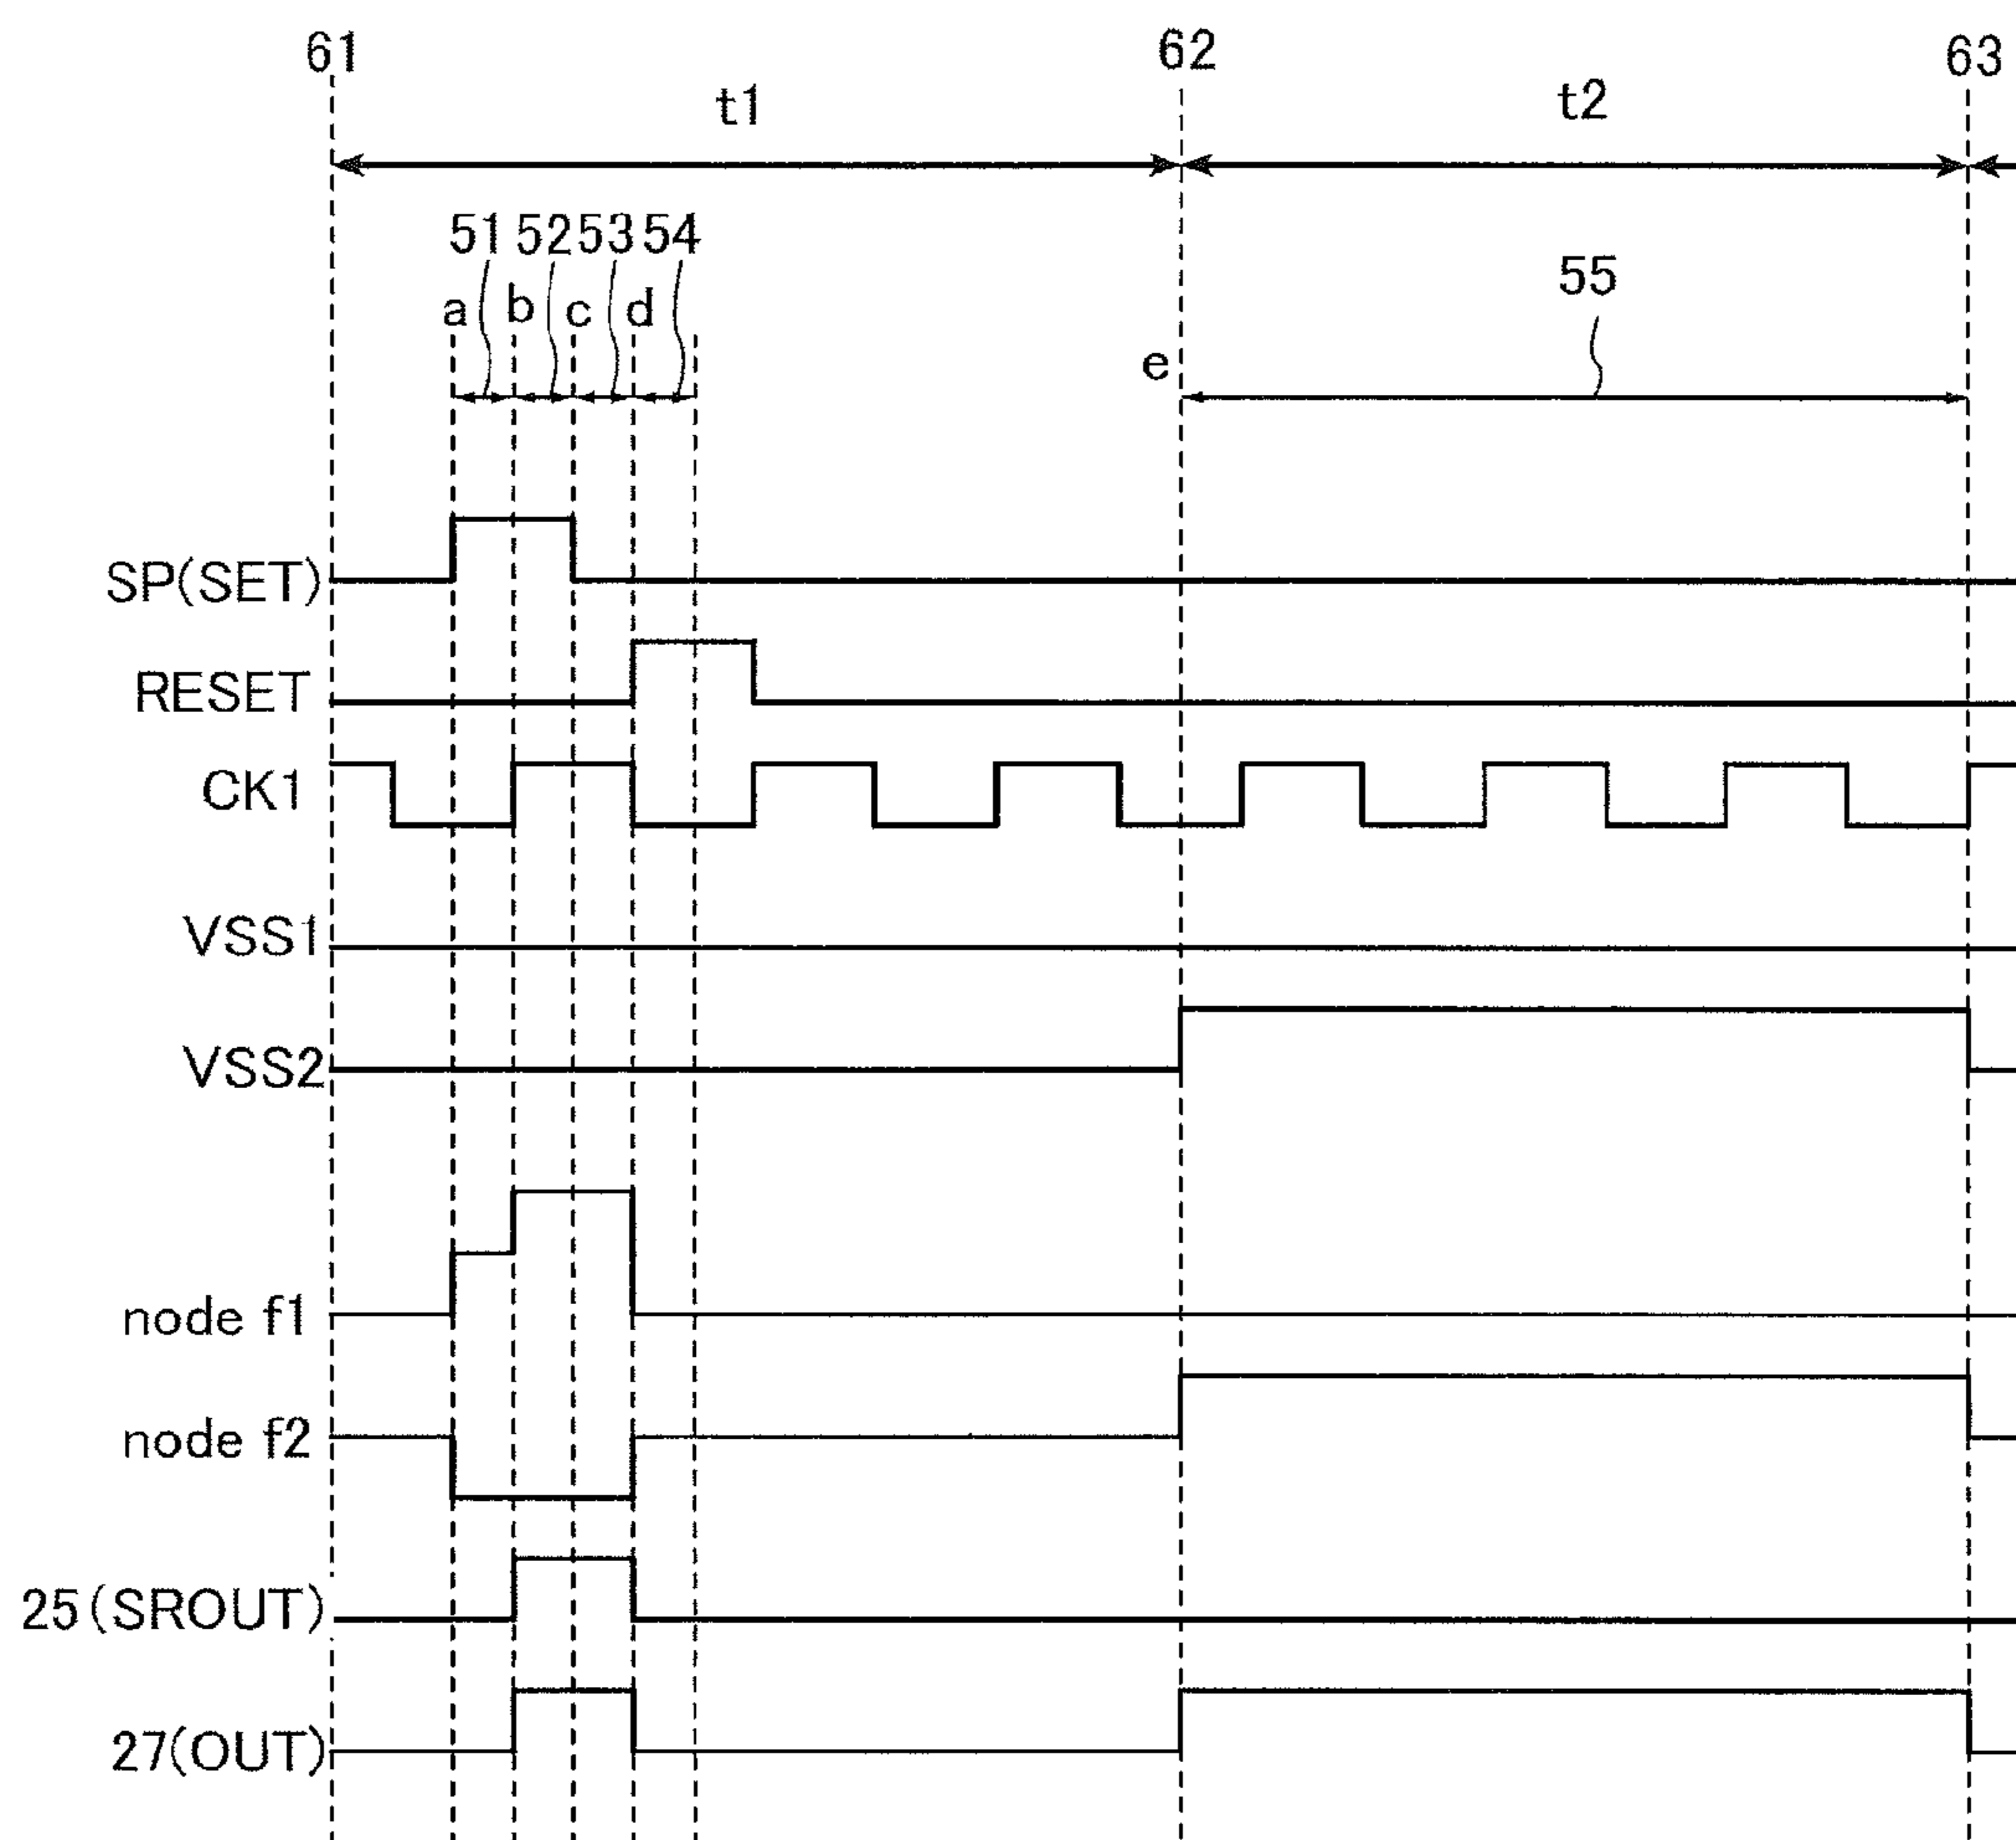 61 62 63
t1 t2
51 52 53 54
55
a b c d
e
SP(SET)
RESET
CK1
VSS1
VSS2
node f1
node f2
25(SROUT)
27(OUT)